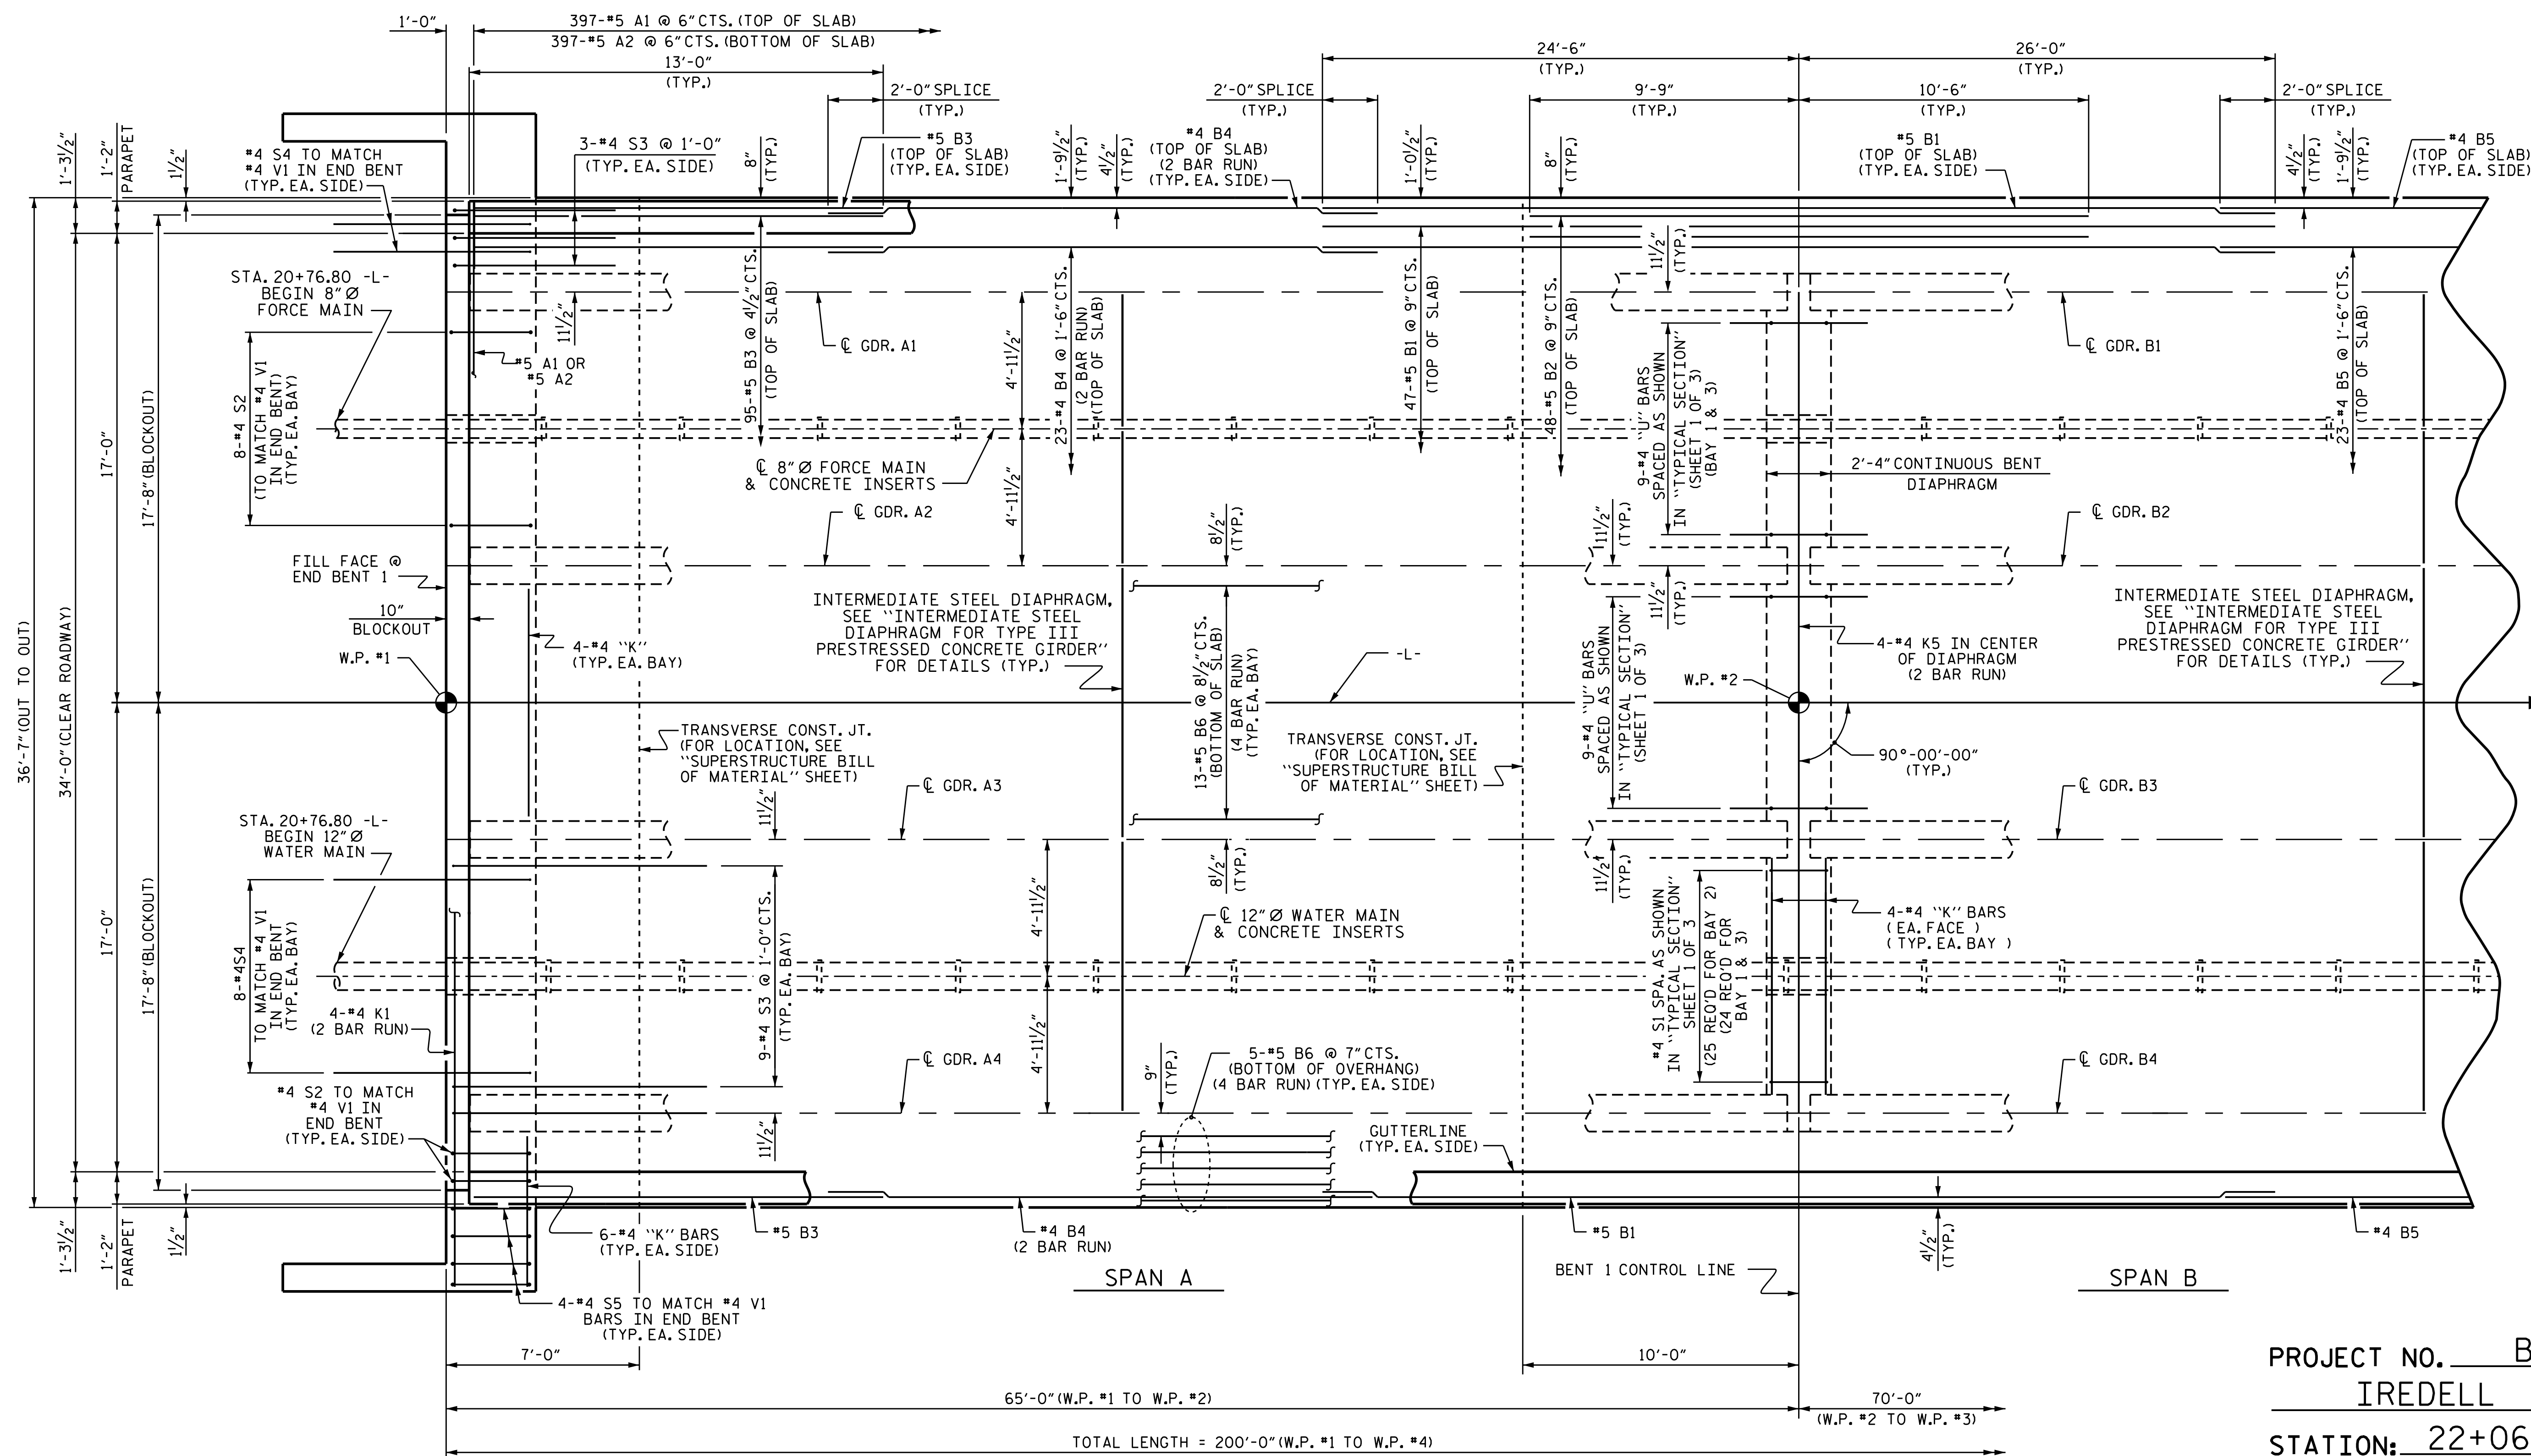 1'-0"
397-#5 A1 @ 6" CTS. (TOP OF SLAB)
397-#5 A2 @ 6" CTS. (BOTTOM OF SLAB)
13'-0"
(TYP.)
2'-0" SPLICE
(TYP.)
2'-0" SPLICE
(TYP.)
24'-6"
(TYP.)
9'-9"
(TYP.)
26'-0"
(TYP.)
10'-6"
(TYP.)
2'-0" SPLICE
(TYP.)
1'-3½"
1'-2"
PARAPET
1½"
#4 S4 TO MATCH
#4 V1 IN END BENT
(TYP. EA. SIDE)
3-#4 S3 @ 1'-0"
(TYP. EA. SIDE)
8"
(TYP.)
#5 B3
(TOP OF SLAB)
(TYP. EA. SIDE)
1'-9½"
(TYP.)
4½"
(TYP.)
#4 B4
(TOP OF SLAB)
(2 BAR RUN)
(TYP. EA. SIDE)
1'-0½"
(TYP.)
8"
(TYP.)
#5 B1
(TOP OF SLAB)
(TYP. EA. SIDE)
4½"
(TYP.)
1'-9½"
(TYP.)
#4 B5
(TOP OF SLAB)
(TYP. EA. SIDE)
STA. 20+76.80 -L-
BEGIN 8" Ø
FORCE MAIN
11½"
#5 A1 OR
#5 A2
95-#5 B3 @ 4½" CTS.
(TOP OF SLAB)
℄ GDR. A1
4'-11½"
23-#4 B4 @ 1'-6" CTS.
(2 BAR RUN)
(TOP OF SLAB)
47-#5 B1 @ 9" CTS.
(TOP OF SLAB)
48-#5 B2 @ 9" CTS.
(TOP OF SLAB)
11½"
(TYP.)
℄ GDR. B1
23-#4 B5 @ 1'-6" CTS.
(TOP OF SLAB)
8-#4 S2
(TO MATCH #4 V1
IN END BENT)
(TYP. EA. BAY)
17'-0"
17'-8" (BLOCKOUT)
℄ 8" Ø FORCE MAIN
& CONCRETE INSERTS
4'-11½"
9-#4 "U" BARS
SPACED AS SHOWN
IN "TYPICAL SECTION"
(SHEET 1 OF 3)
(BAY 1 & 3)
2'-4" CONTINUOUS BENT
DIAPHRAGM
℄ GDR. A2
8½"
(TYP.)
11½"
(TYP.)
℄ GDR. B2
FILL FACE @
END BENT 1
10"
BLOCKOUT
W.P. #1
4-#4 "K"
(TYP. EA. BAY)
INTERMEDIATE STEEL DIAPHRAGM,
SEE "INTERMEDIATE STEEL
DIAPHRAGM FOR TYPE III
PRESTRESSED CONCRETE GIRDER"
FOR DETAILS (TYP.)
13-#5 B6 @ 8½" CTS.
(BOTTOM OF SLAB)
(4 BAR RUN)
(TYP. EA. BAY)
-L-
11½"
(TYP.)
9-#4 "U" BARS
SPACED AS SHOWN
IN "TYPICAL SECTION"
(SHEET 1 OF 3)
W.P. #2
4-#4 K5 IN CENTER
OF DIAPHRAGM
(2 BAR RUN)
INTERMEDIATE STEEL DIAPHRAGM,
SEE "INTERMEDIATE STEEL
DIAPHRAGM FOR TYPE III
PRESTRESSED CONCRETE GIRDER"
FOR DETAILS (TYP.)
36'-7" (OUT TO OUT)
34'-0" (CLEAR ROADWAY)
TRANSVERSE CONST. JT.
(FOR LOCATION, SEE
"SUPERSTRUCTURE BILL
OF MATERIAL" SHEET)
TRANSVERSE CONST. JT.
(FOR LOCATION, SEE
"SUPERSTRUCTURE BILL
OF MATERIAL" SHEET)
90°-00'-00"
(TYP.)
STA. 20+76.80 -L-
BEGIN 12" Ø
WATER MAIN
11½"
℄ GDR. A3
8½"
(TYP.)
11½"
(TYP.)
℄ GDR. B3
17'-0"
17'-8" (BLOCKOUT)
8-#4S4
TO MATCH #4 V1
IN END BENT
(TYP. EA. BAY)
4-#4 K1
(2 BAR RUN)
9-#4 S3 @ 1'-0" CTS.
(TYP. EA. BAY)
4'-11½"
℄ 12" Ø WATER MAIN
& CONCRETE INSERTS
#4 S1 SPA. AS SHOWN
IN "TYPICAL SECTION"
SHEET 1 OF 3
(25 REQ'D FOR BAY 2)
(24 REQ'D FOR
BAY 1 & 3)
4-#4 "K" BARS
(EA. FACE)
(TYP. EA. BAY)
4'-11½"
℄ GDR. A4
11½"
#4 S2 TO MATCH
#4 V1 IN
END BENT
(TYP. EA. SIDE)
9"
(TYP.)
5-#5 B6 @ 7" CTS.
(BOTTOM OF OVERHANG)
(4 BAR RUN) (TYP. EA. SIDE)
℄ GDR. B4
GUTTERLINE
(TYP. EA. SIDE)
1'-3½"
1'-2"
PARAPET
1½"
6-#4 "K" BARS
(TYP. EA. SIDE)
#5 B3
#4 B4
(2 BAR RUN)
#5 B1
4½"
(TYP.)
#4 B5
SPAN A
BENT 1 CONTROL LINE
SPAN B
4-#4 S5 TO MATCH #4 V1
BARS IN END BENT
(TYP. EA. SIDE)
7'-0"
10'-0"
65'-0" (W.P. #1 TO W.P. #2)
70'-0"
(W.P. #2 TO W.P. #3)
TOTAL LENGTH = 200'-0" (W.P. #1 TO W.P. #4)
PROJECT NO. B
IREDELL
STATION: 22+06